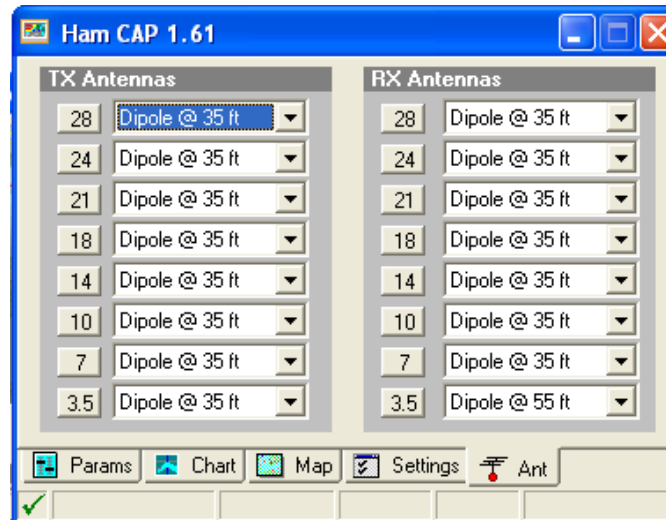 Ham CAP 1.61
TX Antennas RX Antennas
28 Dipole @ 35 ft 28 Dipole @ 35 ft
24 Dipole @ 35 ft 24 Dipole @ 35 ft
21 Dipole @ 35 ft 21 Dipole @ 35 ft
18 Dipole @ 35 ft 18 Dipole @ 35 ft
14 Dipole @ 35 ft 14 Dipole @ 35 ft
10 Dipole @ 35 ft 10 Dipole @ 35 ft
7 Dipole @ 35 ft 7 Dipole @ 35 ft
3.5 Dipole @ 35 ft 3.5 Dipole @ 55 ft
Params Chart Map Settings Ant